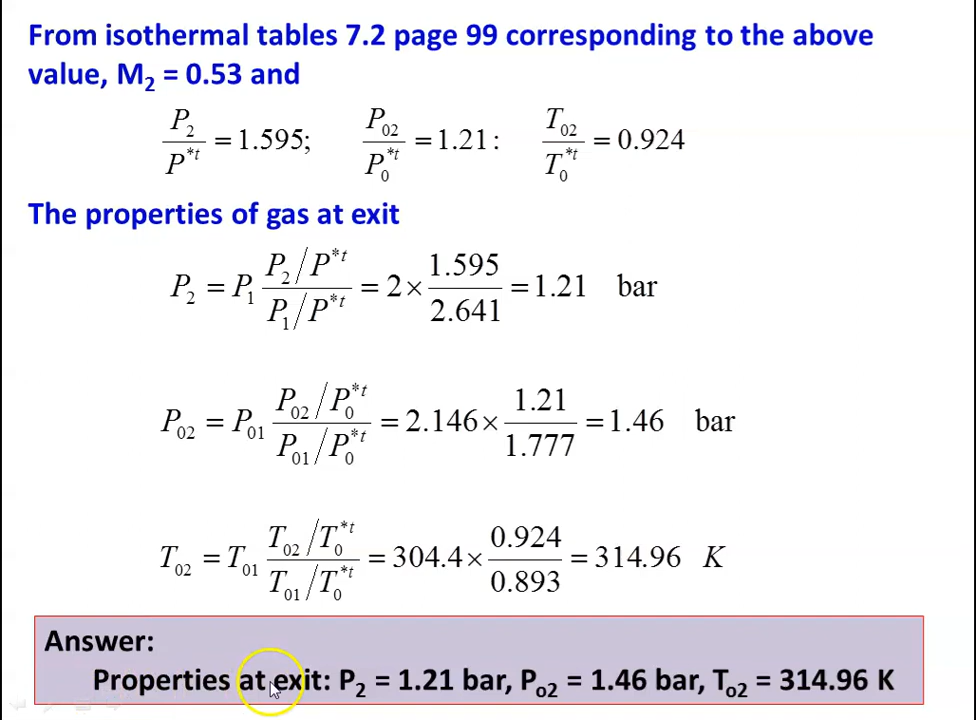 From isothermal tables 7.2 page 99 corresponding to the above
value, M₂ = 0.53 and
P₂/P*ᵗ = 1.595; P₀₂/P₀*ᵗ = 1.21 : T₀₂/T₀*ᵗ = 0.924
The properties of gas at exit
P₂ = P₁ (P₂/P*ᵗ)/(P₁/P*ᵗ) = 2 × 1.595/2.641 = 1.21 bar
P₀₂ = P₀₁ (P₀₂/P₀*ᵗ)/(P₀₁/P₀*ᵗ) = 2.146 × 1.21/1.777 = 1.46 bar
T₀₂ = T₀₁ (T₀₂/T₀*ᵗ)/(T₀₁/T₀*ᵗ) = 304.4 × 0.924/0.893 = 314.96 K
Answer:
Properties at exit: P₂ = 1.21 bar, Pₒ₂ = 1.46 bar, Tₒ₂ = 314.96 K